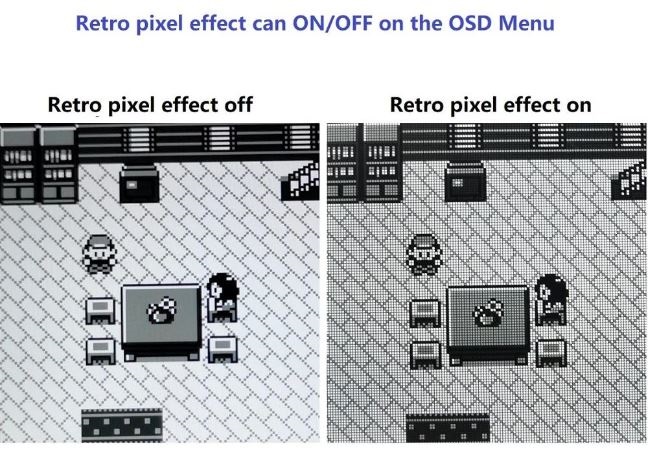 Retro pixel effect can ON/OFF on the OSD Menu
Retro pixel effect off
Retro pixel effect on